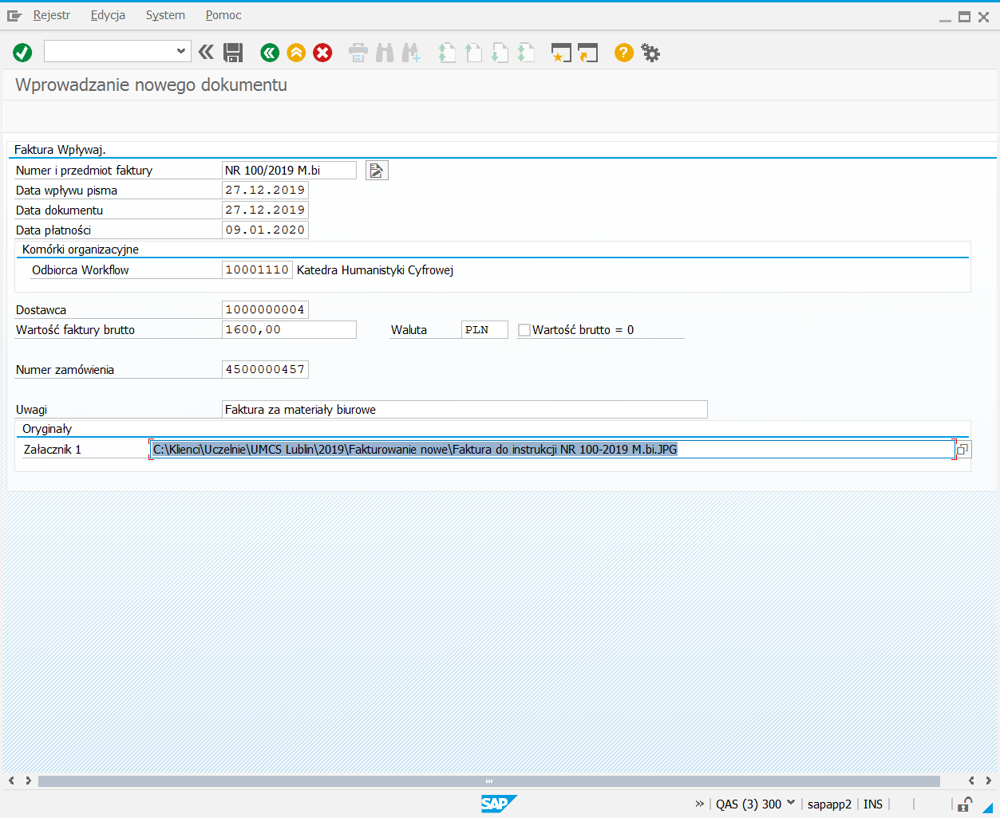 Rejestr Edycja System Pomoc
Wprowadzanie nowego dokumentu
Faktura Wpływaj.
Numer i przedmiot faktury NR 100/2019 M.bi
Data wpływu pisma 27.12.2019
Data dokumentu 27.12.2019
Data płatności 09.01.2020
Komórki organizacyjne
Odbiorca Workflow 10001110 Katedra Humanistyki Cyfrowej
Dostawca 1000000004
Wartość faktury brutto 1600,00 Waluta PLN Wartość brutto = 0
Numer zamówienia 4500000457
Uwagi Faktura za materiały biurowe
Oryginały
Załacznik 1 C:\Klienci\Uczelnie\UMCS Lublin\2019\Fakturowanie nowe\Faktura do instrukcji NR 100-2019 M.bi.JPG
SAP QAS (3) 300 sapapp2 INS